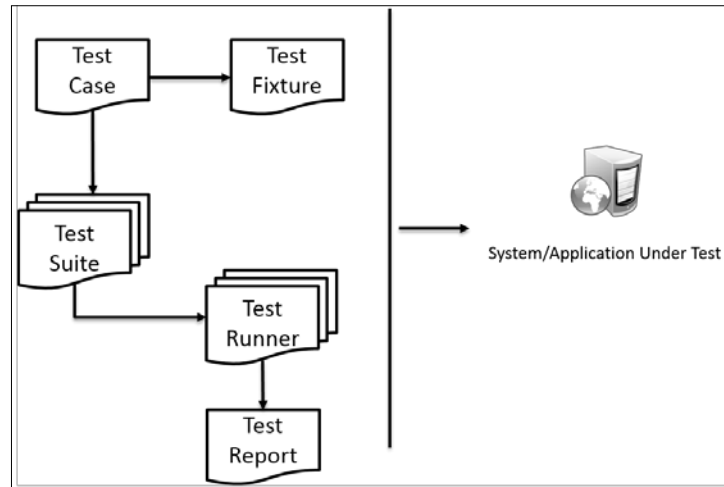 Test
Case
Test
Fixture
Test
Suite
Test
Runner
Test
Report
System/Application Under Test